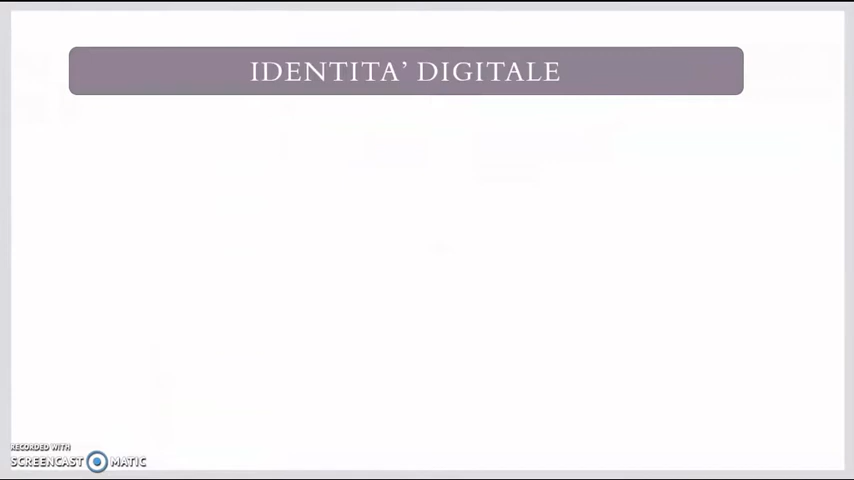 IDENTITA’ DIGITALE
RECORDED WITH
SCREENCAST MATIC